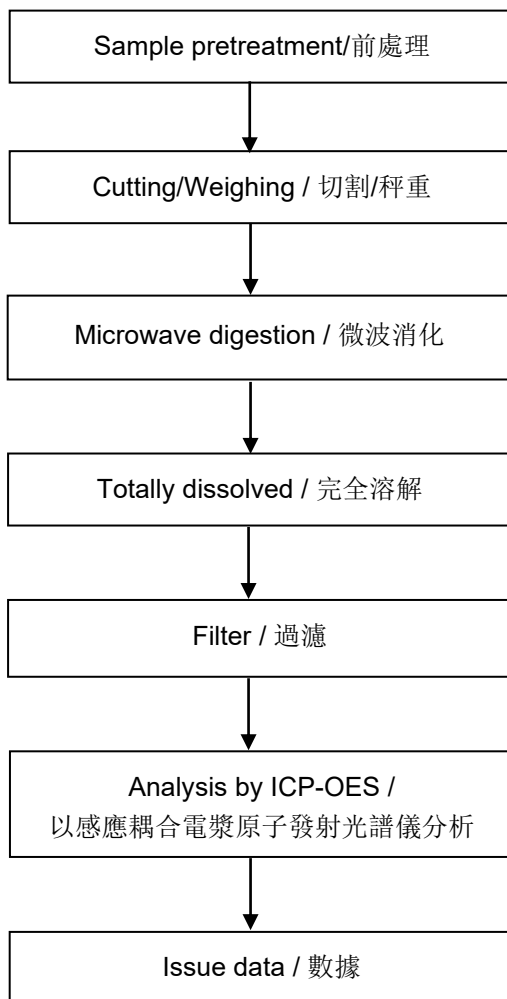 Sample pretreatment/前處理
Cutting/Weighing / 切割/秤重
Microwave digestion / 微波消化
Totally dissolved / 完全溶解
Filter / 過濾
Analysis by ICP-OES /
以感應耦合電漿原子發射光譜儀分析
Issue data / 數據